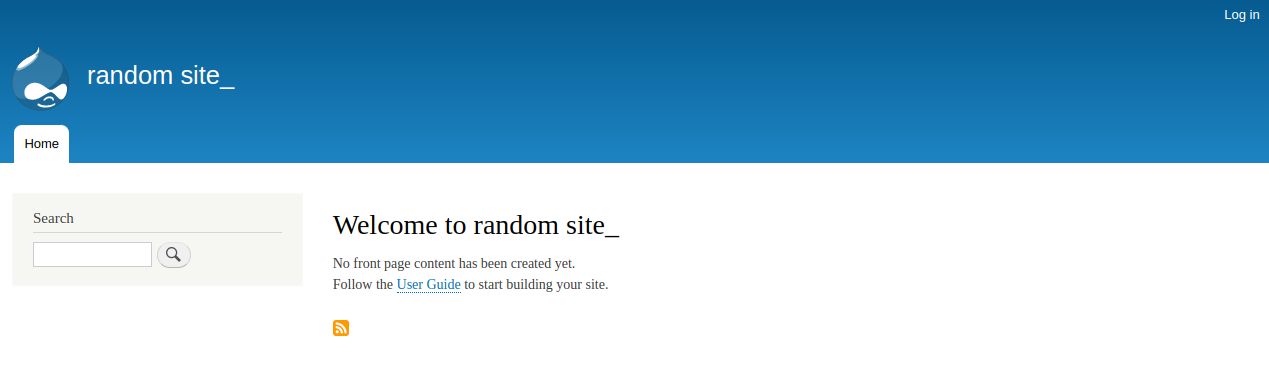 Log in
random site_
Home
Search
Welcome to random site_
No front page content has been created yet.
Follow the User Guide to start building your site.